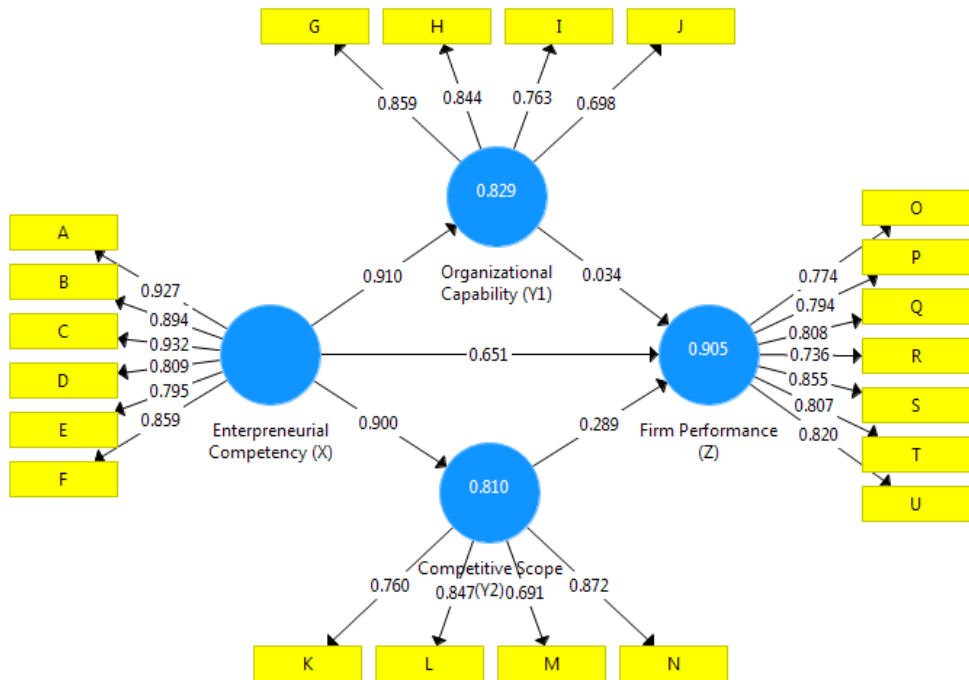 G H I J
0.859 0.844 0.763 0.698
0.829
Organizational
Capability (Y1)
A
B
C
D
E
F
0.927
0.894
0.932
0.809
0.795
0.859
Enterpreneurial
Competency (X)
0.910
0.651
0.900
0.034
0.289
0.905
Firm Performance
(Z)
0.774
0.794
0.808
0.736
0.855
0.807
0.820
O
P
Q
R
S
T
U
0.810
Competitive Scope
(Y2)
0.760 0.847 0.691 0.872
K L M N